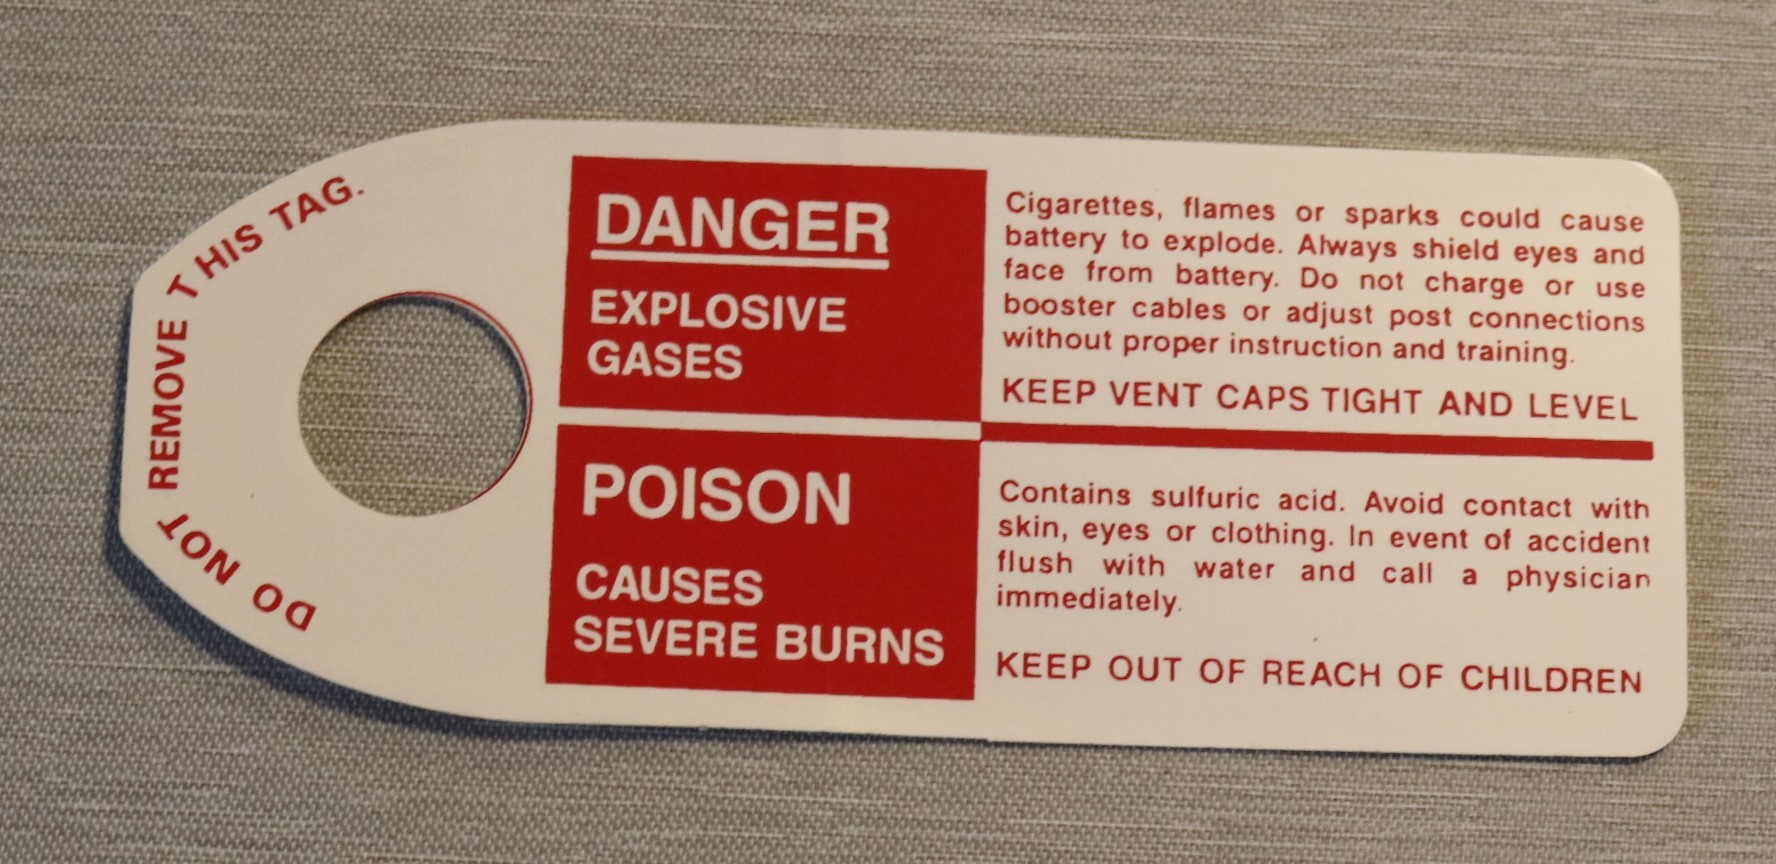 DO NOT REMOVE THIS TAG.
DANGER
EXPLOSIVE
GASES
Cigarettes, flames or sparks could cause
battery to explode. Always shield eyes and
face from battery. Do not charge or use
booster cables or adjust post connections
without proper instruction and training.
KEEP VENT CAPS TIGHT AND LEVEL
POISON
CAUSES
SEVERE BURNS
Contains sulfuric acid. Avoid contact with
skin, eyes or clothing. In event of accident
flush with water and call a physician
immediately.
KEEP OUT OF REACH OF CHILDREN